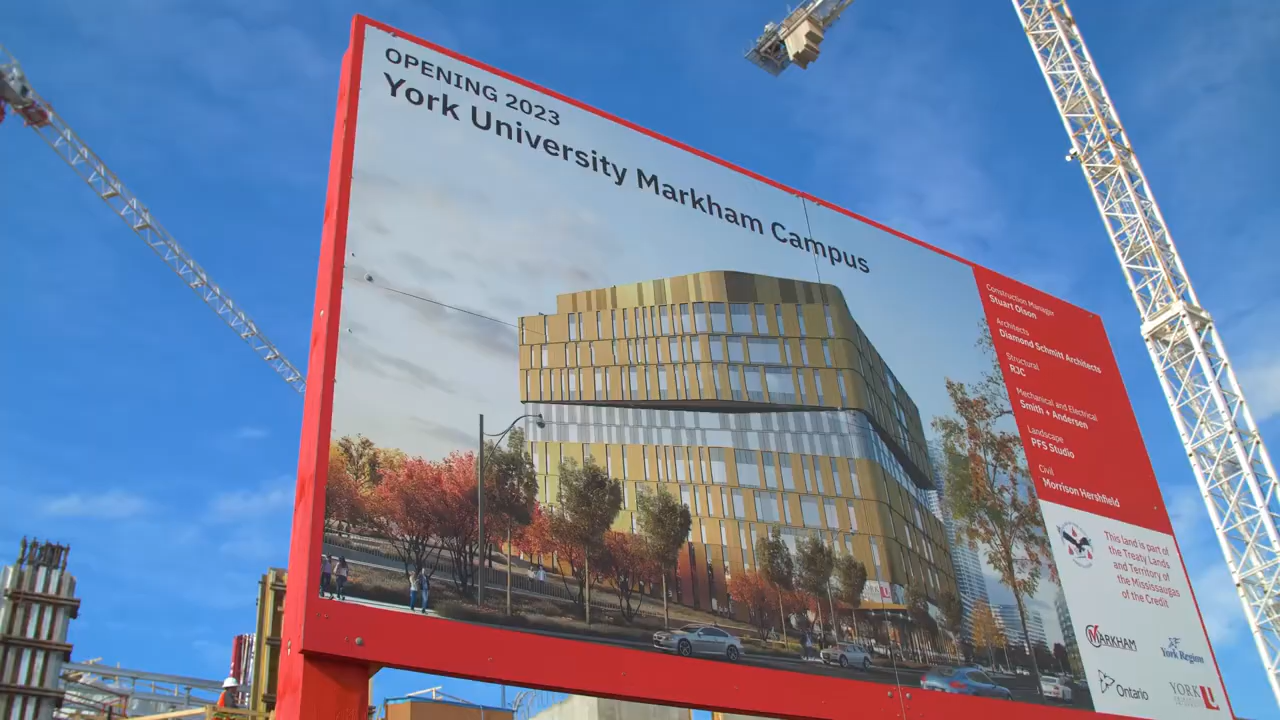 OPENING 2023
York University Markham Campus
Construction Manager
Stuart Olson
Architects
Diamond Schmitt Architects
Structural
RJC
Mechanical and Electrical
Smith + Andersen
Landscape
PFS Studio
Civil
Morrison Hershfield
This land is part of
the Treaty Lands
and Territory of
the Mississaugas
of the Credit
MARKHAM
York Region
Ontario
YORK U